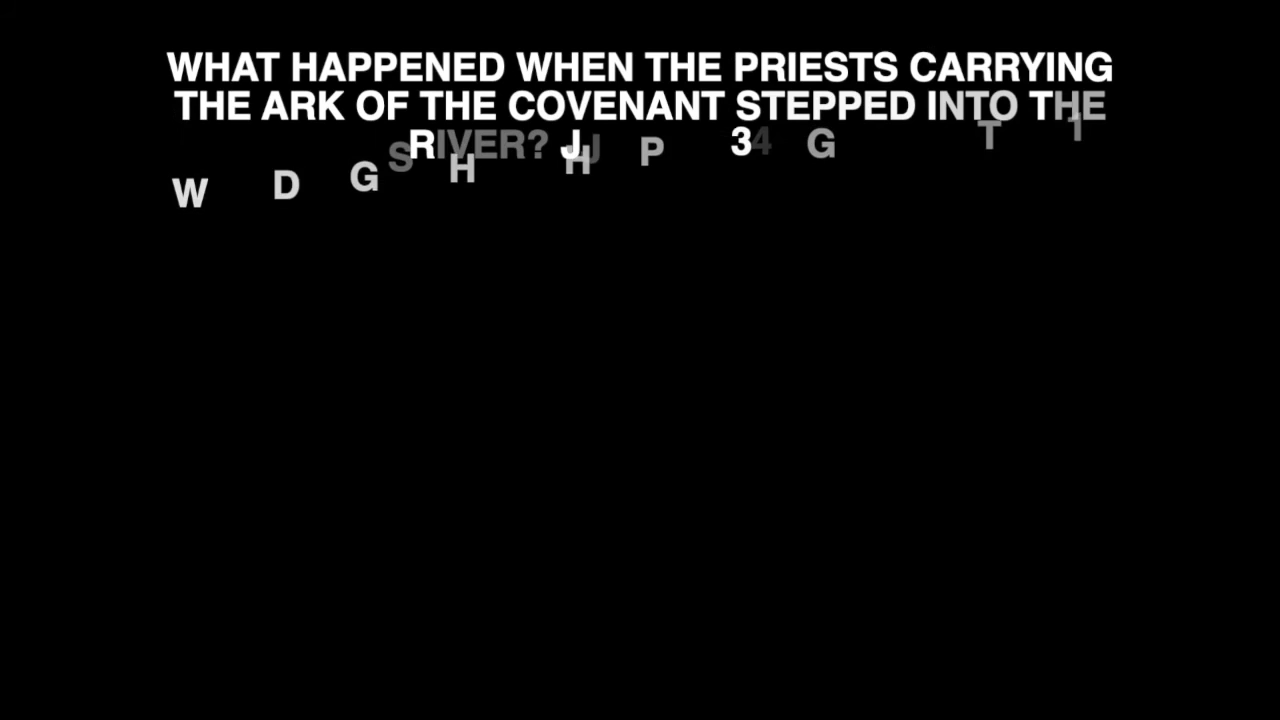 WHAT HAPPENED WHEN THE PRIESTS CARRYING
THE ARK OF THE COVENANT STEPPED INTO THE
RIVER?